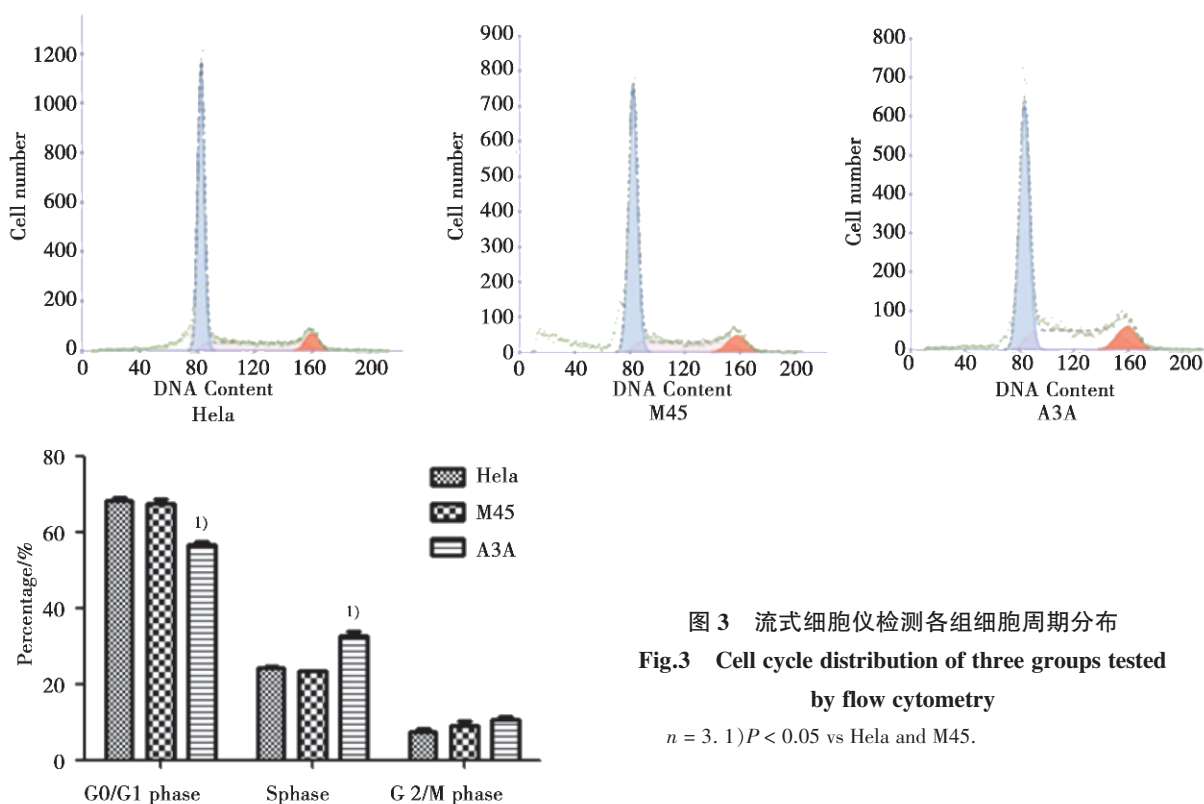 1200
1000
800
600
400
200
0
Cell number
0 40 80 120 160 200
DNA Content
Hela
900
800
700
600
500
400
300
200
100
0
Cell number
0 40 80 120 160 200
DNA Content
M45
800
700
600
500
400
300
200
100
0
Cell number
0 40 80 120 160 200
DNA Content
A3A
80
60
40
20
0
Percentage/%
1)
1)
Hela
M45
A3A
G0/G1 phase Sphase G 2/M phase
图 3 流式细胞仪检测各组细胞周期分布
Fig.3 Cell cycle distribution of three groups tested
by flow cytometry
n = 3. 1)P < 0.05 vs Hela and M45.